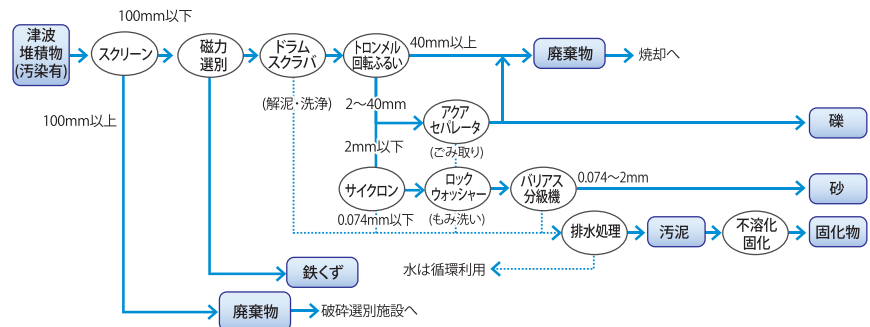 100mm以下
津波
堆積物
(汚染有)
スクリーン
磁力
選別
ドラム
スクラバ
トロンメル
回転ふるい
40mm以上
廃棄物
焼却へ
(解泥・洗浄)
2〜40mm
100mm以上
アクア
セパレータ
礫
2mm以下
(ごみ取り)
サイクロン
ロック
ウォッシャー
バリアス
分級機
0.074〜2mm
砂
0.074mm以下
(もみ洗い)
排水処理
汚泥
不溶化
固化
固化物
水は循環利用
鉄くず
廃棄物
破砕選別施設へ